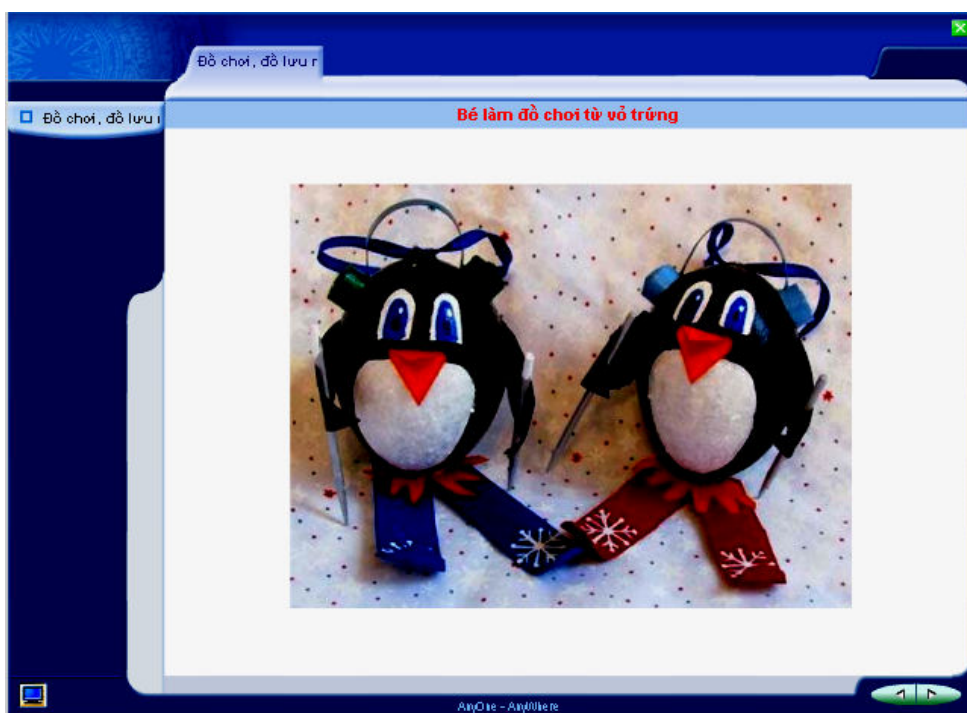 Đồ chơi, đồ lưu r
Đồ chơi, đồ lưu
Bé làm đồ chơi từ vỏ trứng
AnyOne - AnyWhere